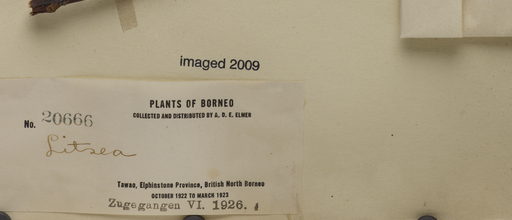 imaged 2009
PLANTS OF BORNEO
COLLECTED AND DISTRIBUTED BY A. D. E. ELMER
No. 20666
Litsea
Tawao, Elphinstone Province, British North Borneo
OCTOBER 1922 TO MARCH 1923
Zugegangen VI. 1926.